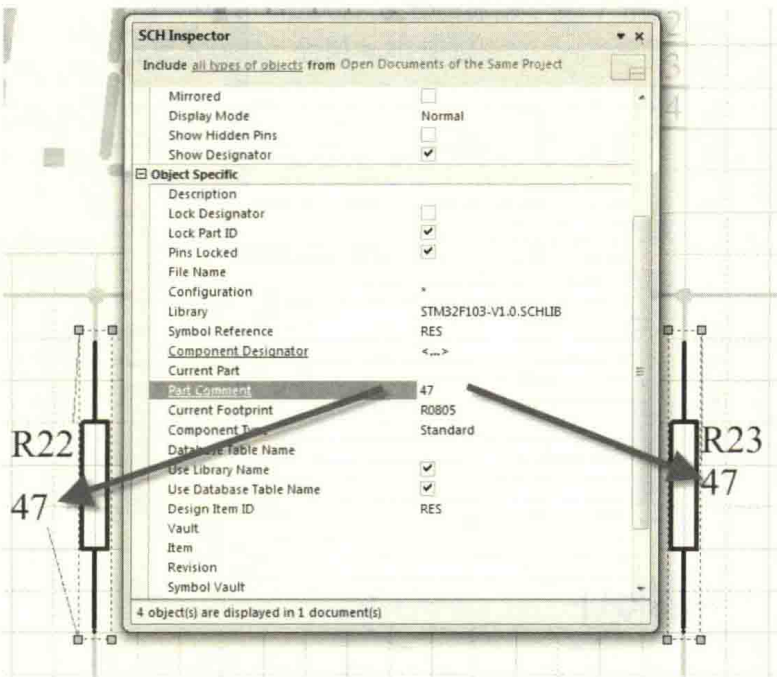 SCH Inspector
Include all types of objects from Open Documents of the Same Project
Mirrored
Display Mode Normal
Show Hidden Pins
Show Designator
Object Specific
Description
Lock Designator
Lock Part ID
Pins Locked
File Name
Configuration *
Library STM32F103-V1.0.SCHLIB
Symbol Reference RES
Component Designator <...>
Current Part
Part Comment 47
Current Footprint R0805
Component Type Standard
Database Table Name
Use Library Name
Use Database Table Name
Design Item ID RES
Vault
Item
Revision
Symbol Vault
4 object(s) are displayed in 1 document(s)
R22
47
R23
47
2
3
4